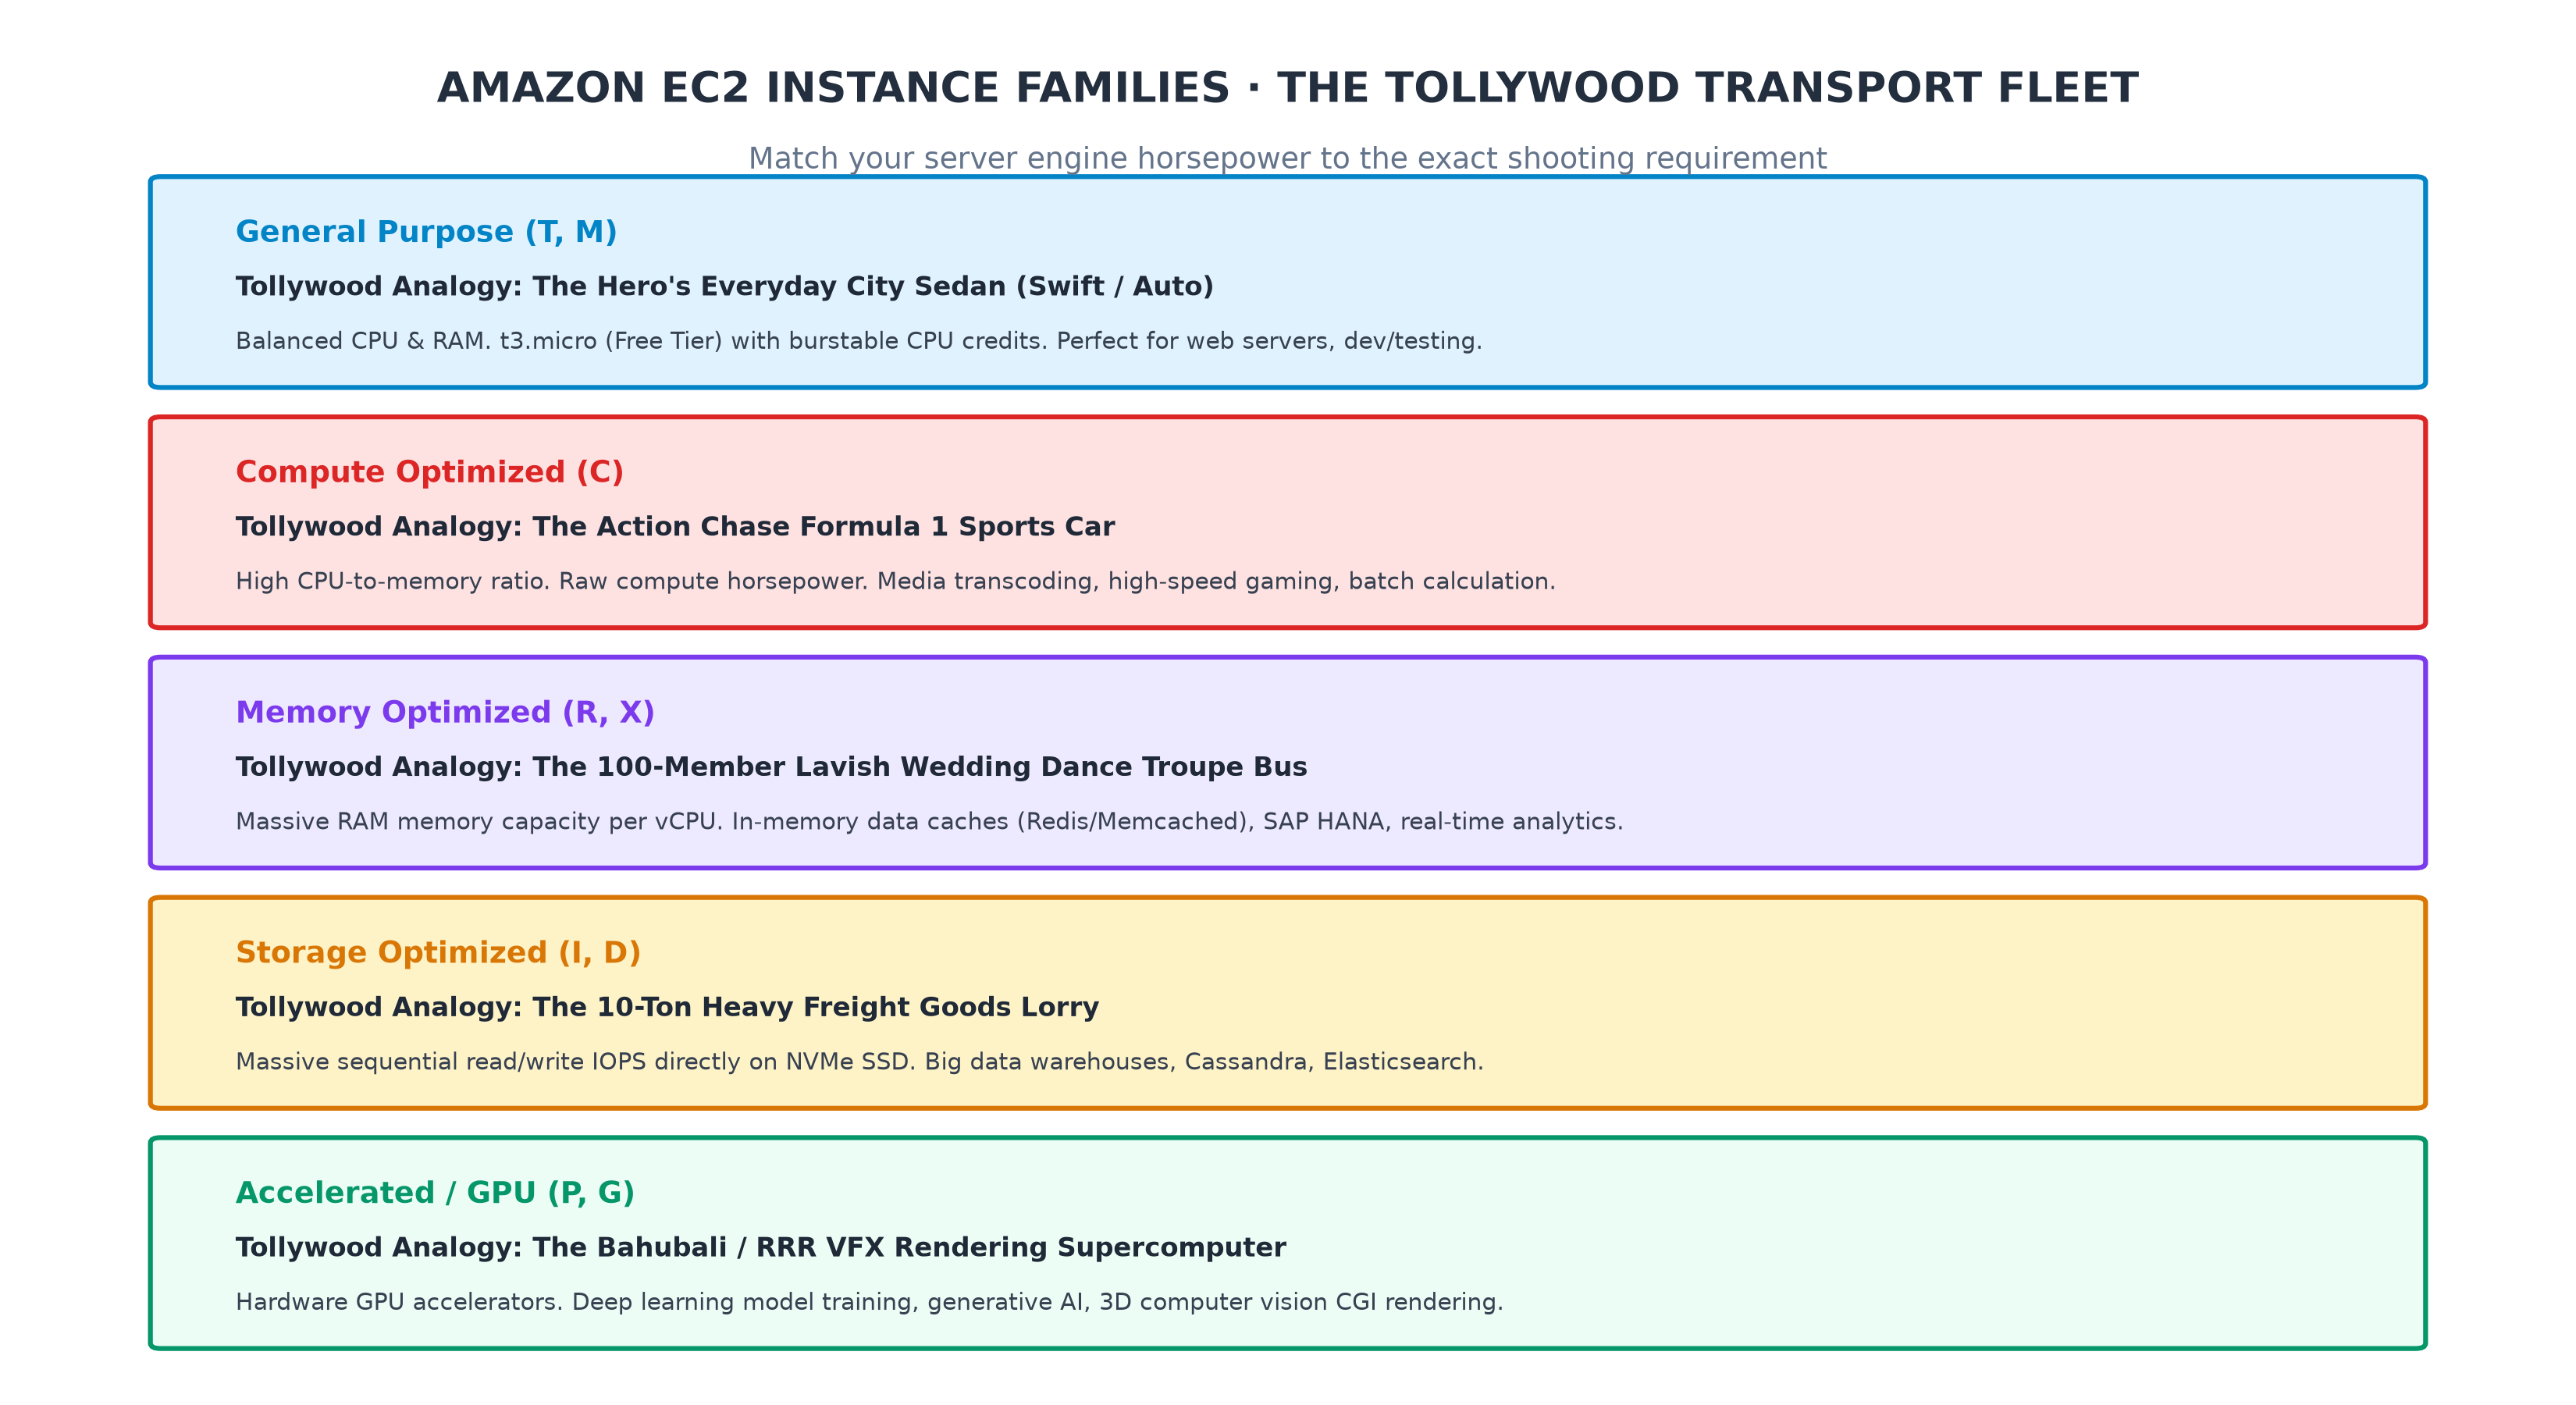 AMAZON EC2 INSTANCE FAMILIES · THE TOLLYWOOD TRANSPORT FLEET
Match your server engine horsepower to the exact shooting requirement
General Purpose (T, M)
Tollywood Analogy: The Hero's Everyday City Sedan (Swift / Auto)
Balanced CPU & RAM. t3.micro (Free Tier) with burstable CPU credits. Perfect for web servers, dev/testing.
Compute Optimized (C)
Tollywood Analogy: The Action Chase Formula 1 Sports Car
High CPU-to-memory ratio. Raw compute horsepower. Media transcoding, high-speed gaming, batch calculation.
Memory Optimized (R, X)
Tollywood Analogy: The 100-Member Lavish Wedding Dance Troupe Bus
Massive RAM memory capacity per vCPU. In-memory data caches (Redis/Memcached), SAP HANA, real-time analytics.
Storage Optimized (I, D)
Tollywood Analogy: The 10-Ton Heavy Freight Goods Lorry
Massive sequential read/write IOPS directly on NVMe SSD. Big data warehouses, Cassandra, Elasticsearch.
Accelerated / GPU (P, G)
Tollywood Analogy: The Bahubali / RRR VFX Rendering Supercomputer
Hardware GPU accelerators. Deep learning model training, generative AI, 3D computer vision CGI rendering.